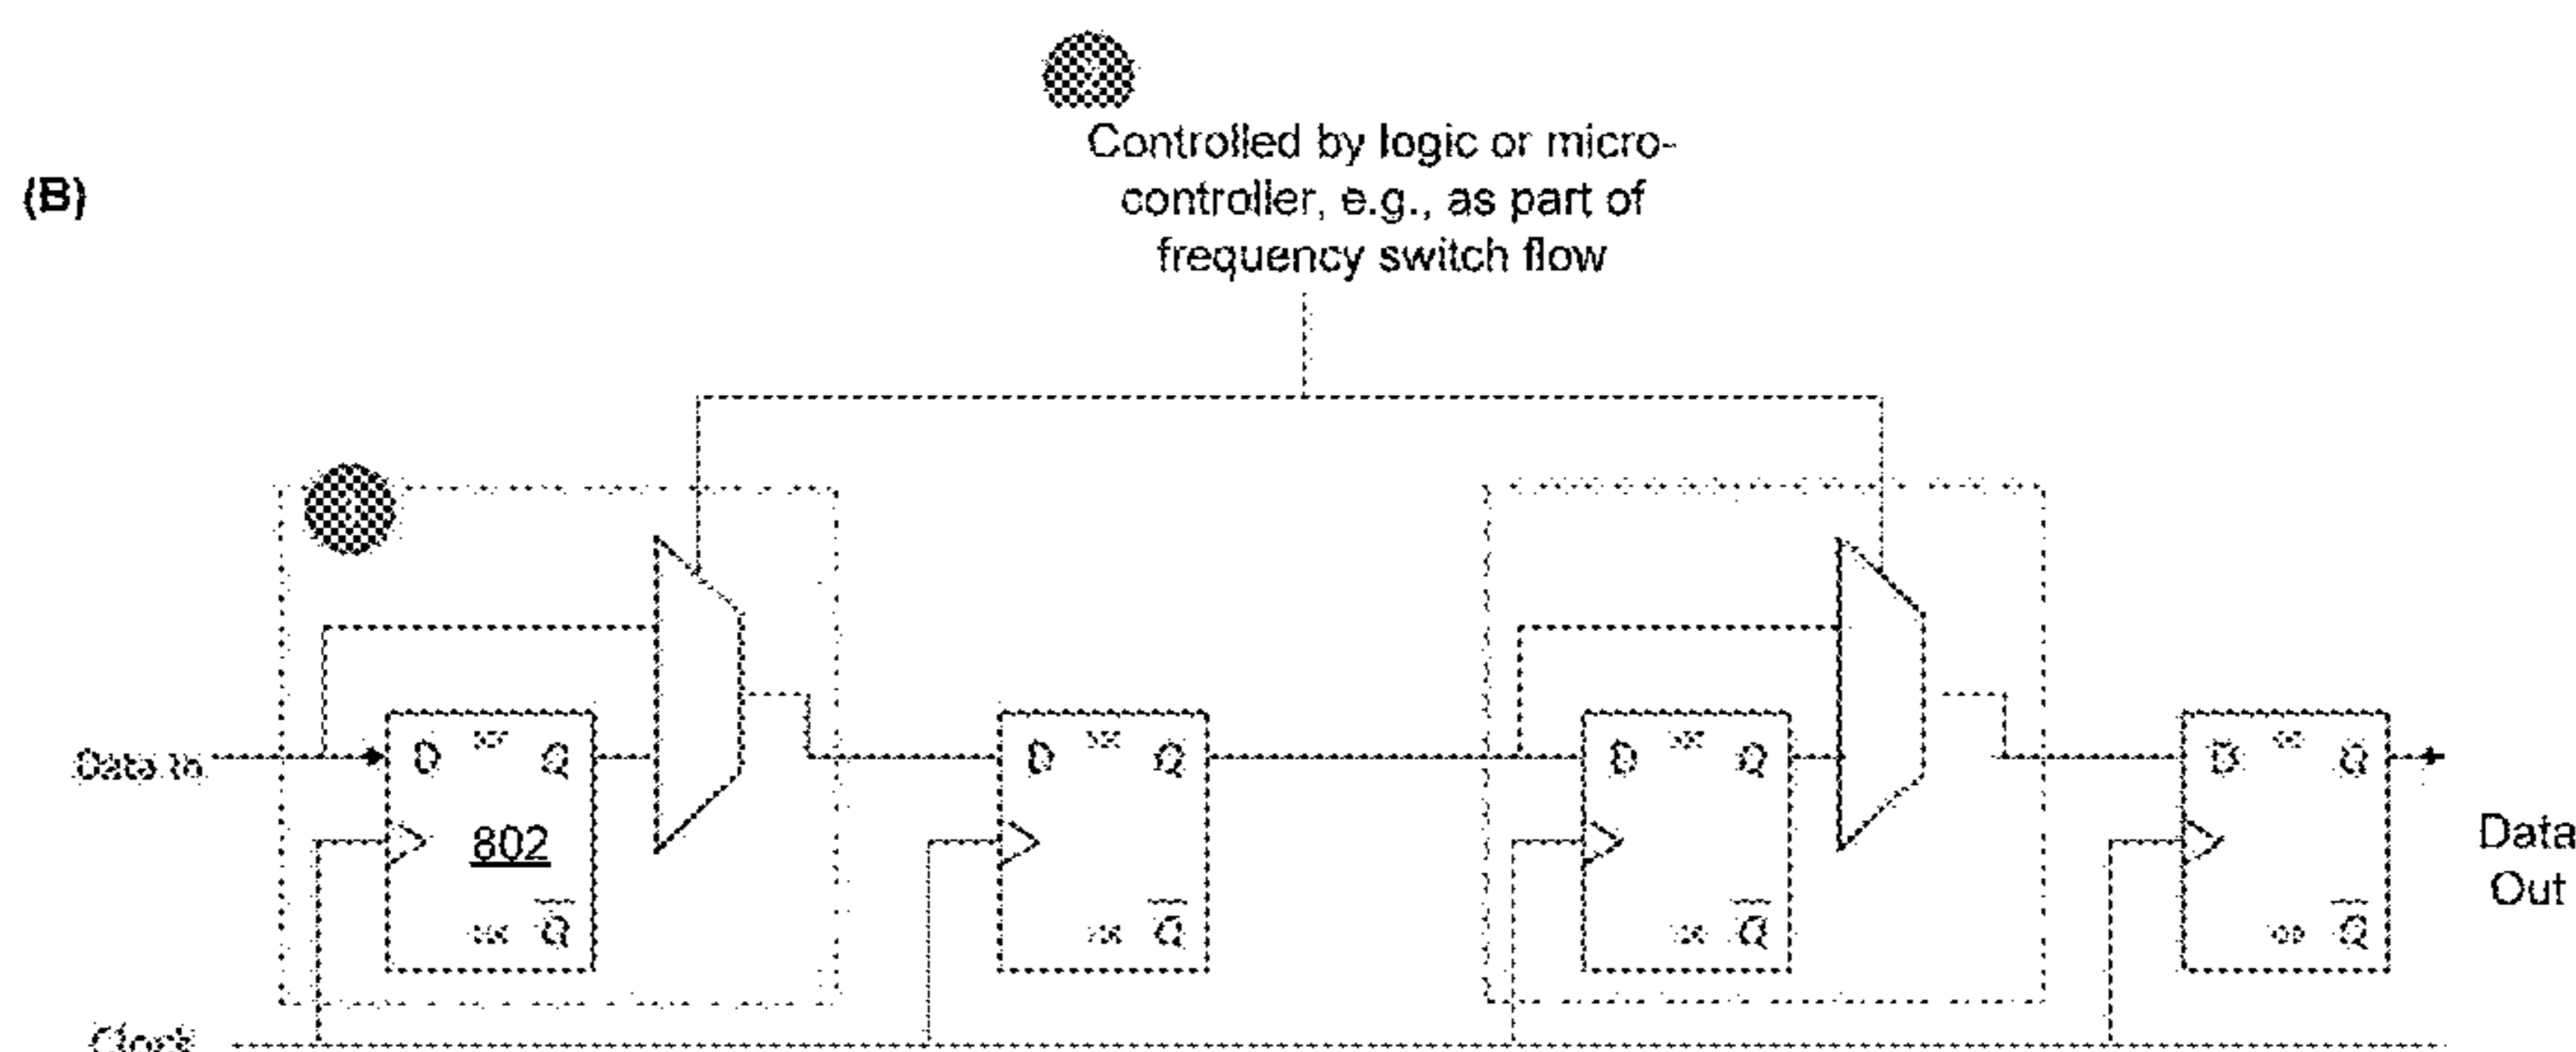 Controlled by logic or micro-
(B)
controller, e.g., as part of
frequency switch flow
Data In
D Q
D Q
D Q
D Q
802
Data
Out
Q
Q
Q
Q
Clock